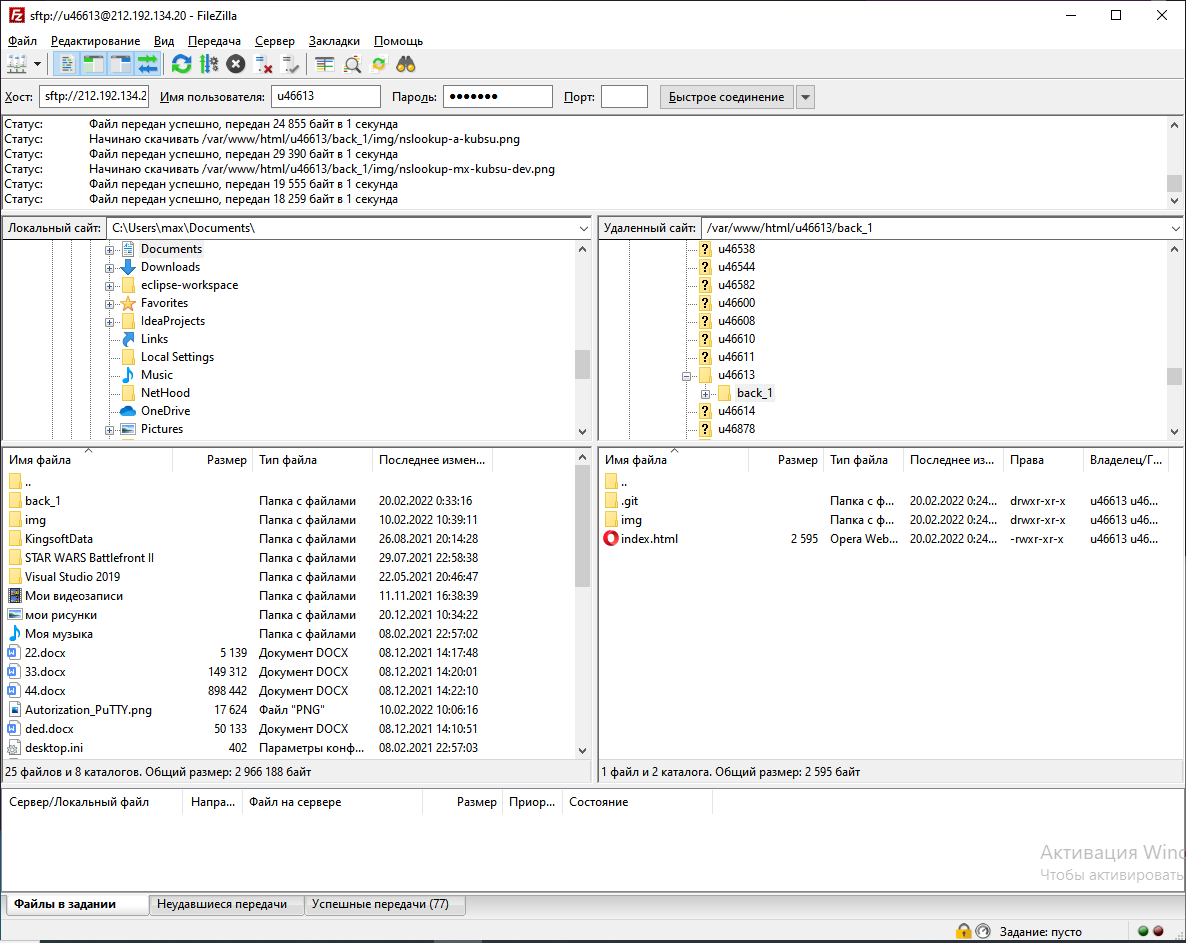 sftp://u46613@212.192.134.20 - FileZilla
Файл Редактирование Вид Передача Сервер Закладки Помощь
Хост: sftp://212.192.134.2 Имя пользователя: u46613 Пароль: ●●●●●●● Порт: Быстрое соединение
Статус: Файл передан успешно, передан 24 855 байт в 1 секунда
Статус: Начинаю скачивать /var/www/html/u46613/back_1/img/nslookup-a-kubsu.png
Статус: Файл передан успешно, передан 29 390 байт в 1 секунда
Статус: Начинаю скачивать /var/www/html/u46613/back_1/img/nslookup-mx-kubsu-dev.png
Статус: Файл передан успешно, передан 19 555 байт в 1 секунда
Статус: Файл передан успешно, передан 18 259 байт в 1 секунда
Локальный сайт: C:\Users\max\Documents\
Documents
Downloads
eclipse-workspace
Favorites
IdeaProjects
Links
Local Settings
Music
NetHood
OneDrive
Pictures
Имя файла Размер Тип файла Последнее измен...
..
back_1 Папка с файлами 20.02.2022 0:33:16
img Папка с файлами 10.02.2022 10:39:11
KingsoftData Папка с файлами 26.08.2021 20:14:28
STAR WARS Battlefront II Папка с файлами 29.07.2021 22:58:38
Visual Studio 2019 Папка с файлами 22.05.2021 20:46:47
Мои видеозаписи Папка с файлами 11.11.2021 16:38:39
мои рисунки Папка с файлами 20.12.2021 10:34:22
Моя музыка Папка с файлами 08.02.2021 22:57:02
22.docx 5 139 Документ DOCX 08.12.2021 14:17:48
33.docx 149 312 Документ DOCX 08.12.2021 14:20:01
44.docx 898 442 Документ DOCX 08.12.2021 14:22:10
Autorization_PuTTY.png 17 624 Файл "PNG" 10.02.2022 10:06:16
ded.docx 50 133 Документ DOCX 08.12.2021 14:10:51
desktop.ini 402 Параметры конф... 08.02.2021 22:57:03
25 файлов и 8 каталогов. Общий размер: 2 966 188 байт
Удаленный сайт: /var/www/html/u46613/back_1
u46538
u46544
u46582
u46600
u46608
u46610
u46611
u46613
back_1
u46614
u46878
Имя файла Размер Тип файла Последнее из... Права Владелец/Г...
..
.git Папка с ф... 20.02.2022 0:24... drwxr-xr-x u46613 u46...
img Папка с ф... 20.02.2022 0:24... drwxr-xr-x u46613 u46...
index.html 2 595 Opera Web... 20.02.2022 0:24... -rwxr-xr-x u46613 u46...
1 файл и 2 каталога. Общий размер: 2 595 байт
Сервер/Локальный файл Напра... Файл на сервере Размер Приор... Состояние
Активация Wind
Чтобы активировать
Файлы в задании Неудавшиеся передачи Успешные передачи (77)
Задание: пусто